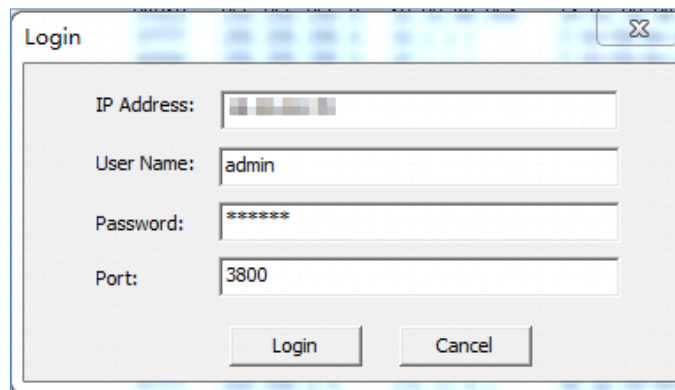 Login
IP Address:
User Name: admin
Password: ******
Port: 3800
Login Cancel